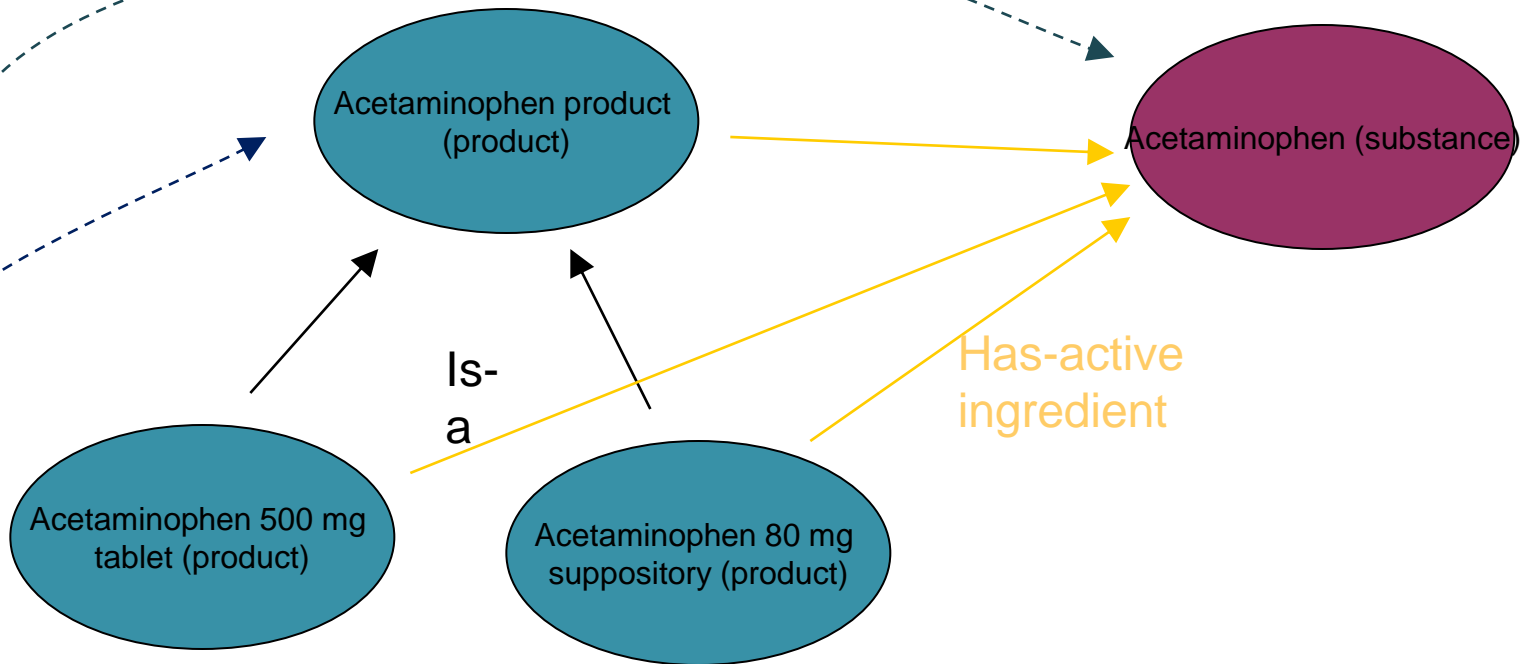 Acetaminophen product
(product)
Acetaminophen (substance)
Is-
a
Has-active
ingredient
Acetaminophen 500 mg
tablet (product)
Acetaminophen 80 mg
suppository (product)